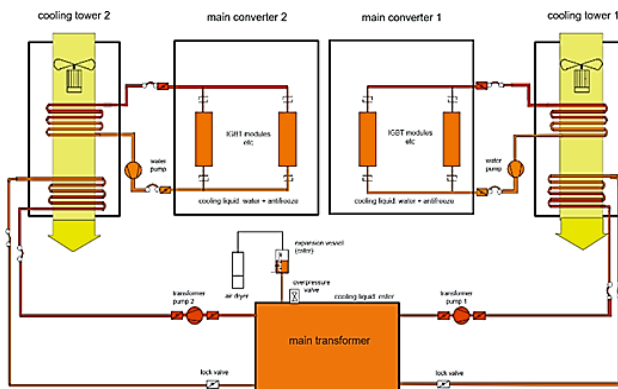 cooling tower 2
main converter 2
main converter 1
cooling tower 1
IGBT modules
etc
IGBT modules
etc
water
pump
water
pump
cooling liquid: water + antifreeze
cooling liquid: water + antifreeze
expansion vessel
(ester)
overpressure
valve
air dryer
transformer
pump 2
cooling liquid: ester
transformer
pump 1
main transformer
lock valve
lock valve